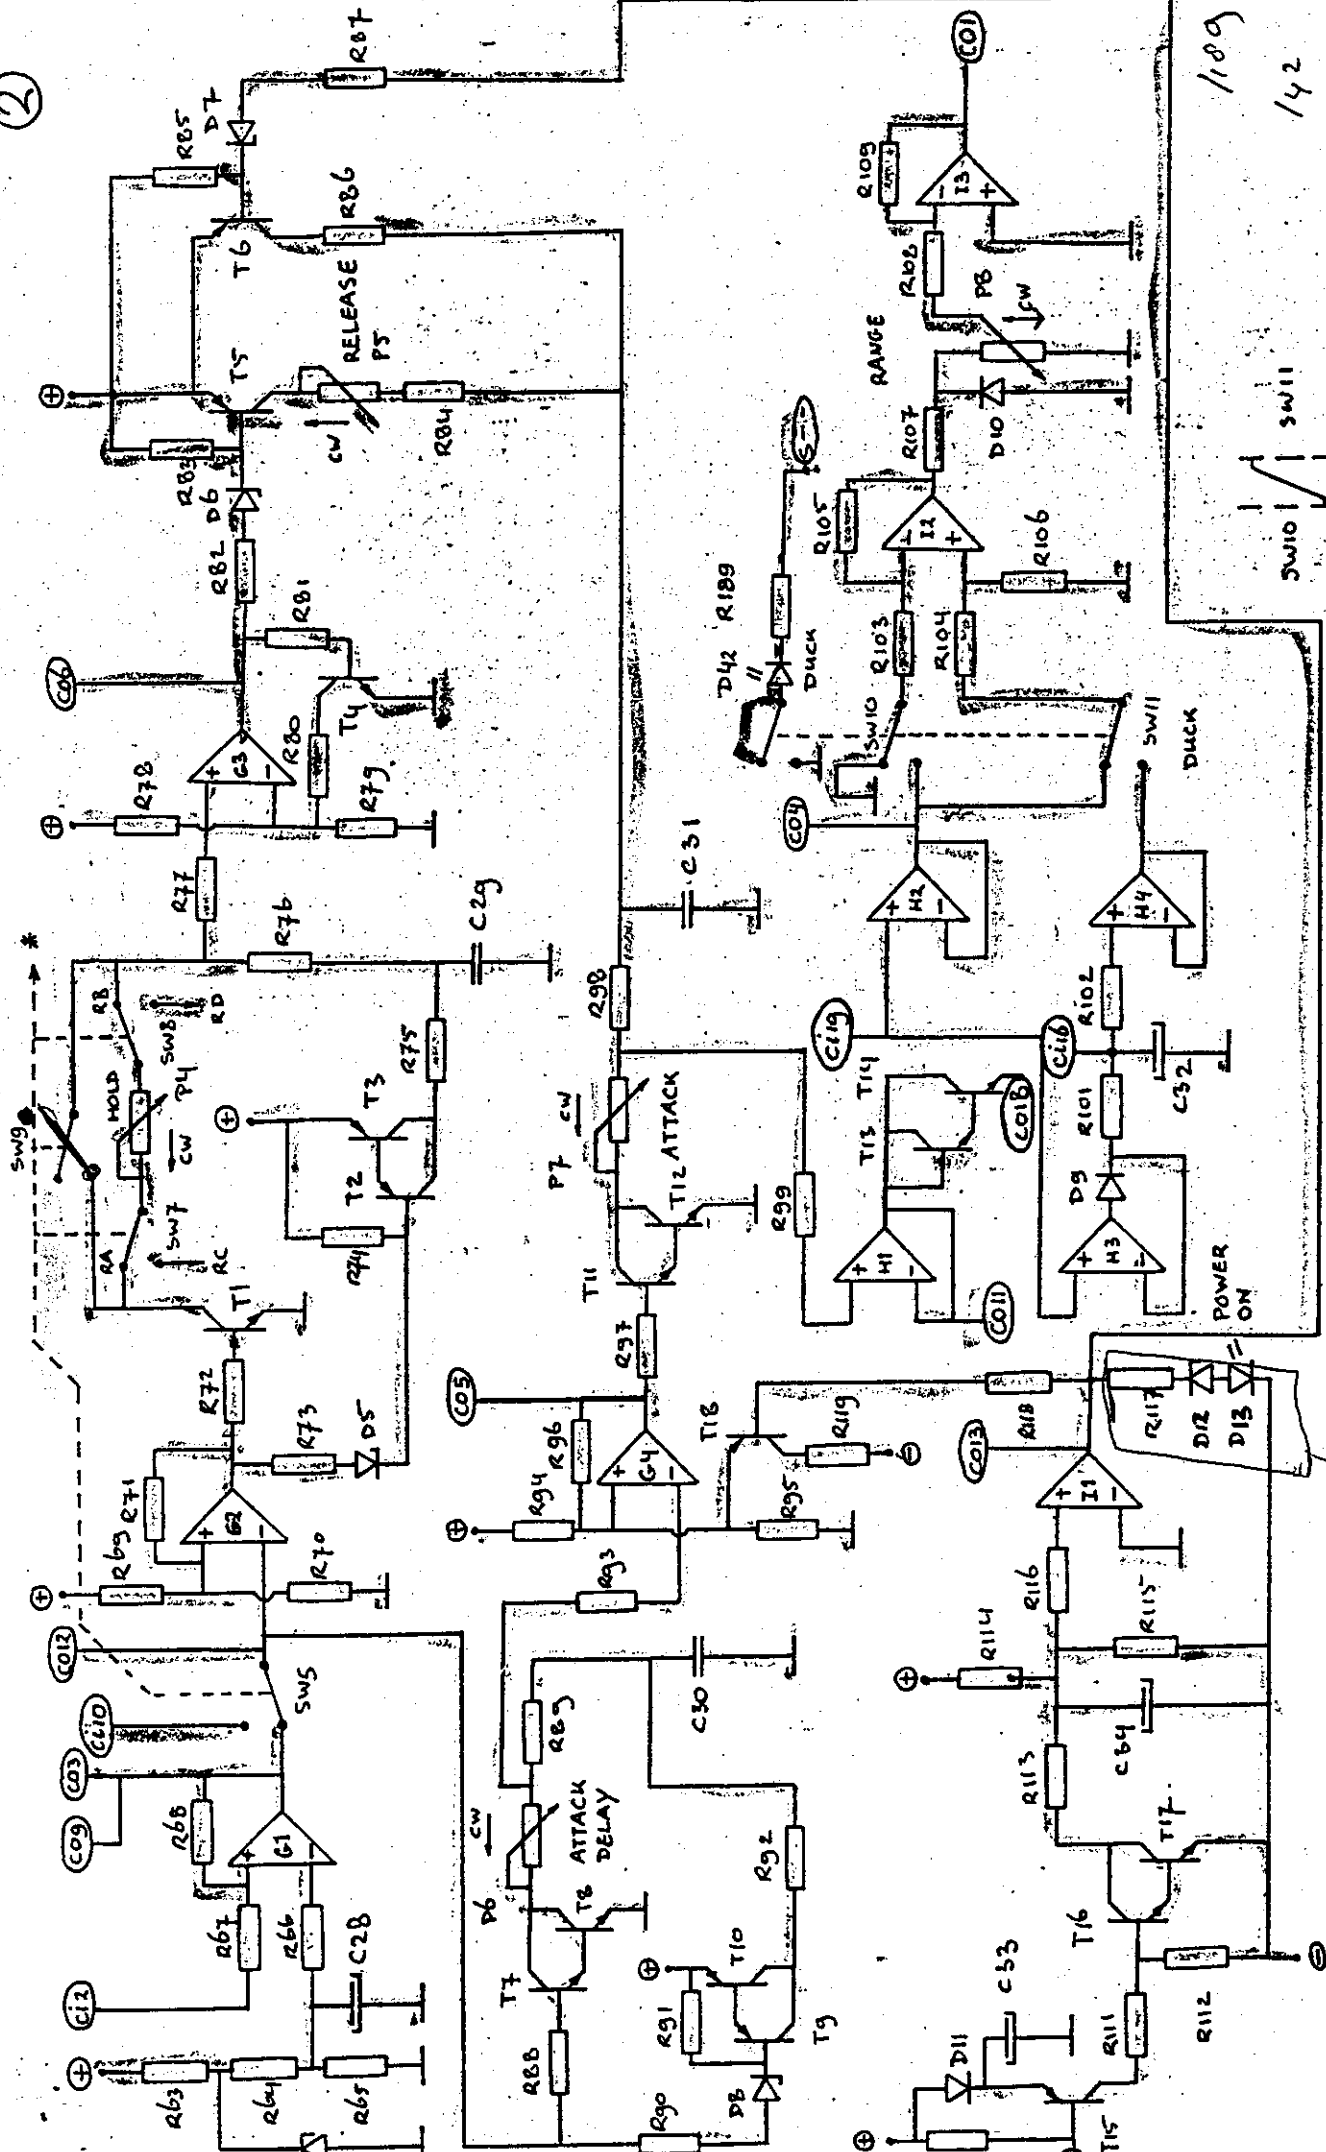 2
R87
R85
D7
R86
T6
T5
RELEASE
P5
CW
R84
R83
D6
R82
R81
C06
T4
R80
G3
+
-
R78
R79
R77
R76
C29
*
SW9
RB
RD
SW8
HOLD
P4
CW
SW7
RA
RC
T1
T3
T2
R75
R74
R72
R73
D5
R71
G2
+
-
R69
R70
C012
Ci10
SW5
C03
C09
R68
G1
+
-
R67
R66
C28
Ci2
R63
R64
R65
C31
R98
P7
CW
ATTACK
T12
T11
R99
R97
C05
R96
G4
+
-
R94
R95
T18
R119
R93
R89
C30
CW
ATTACK
DELAY
P6
T8
T7
R88
R92
T10
R91
T9
D8
R90
C01
R109
I3
-
+
R108
P8
CW
RANGE
R107
D10
R105
I2
+
R106
R103
R104
R189
D42
DUCK
SW10
SW11
DUCK
C04
H2
+
-
H4
+
-
Ci19
Ci16
R102
R101
C32
T14
T13
C018
D9
H1
+
-
H3
+
C011
POWER
ON
R118
R117
D12
D13
C013
I1
+
-
R116
R115
R114
R113
C34
T17
T16
C33
D11
R111
R112
T15
SW10
SW11
/189
/42